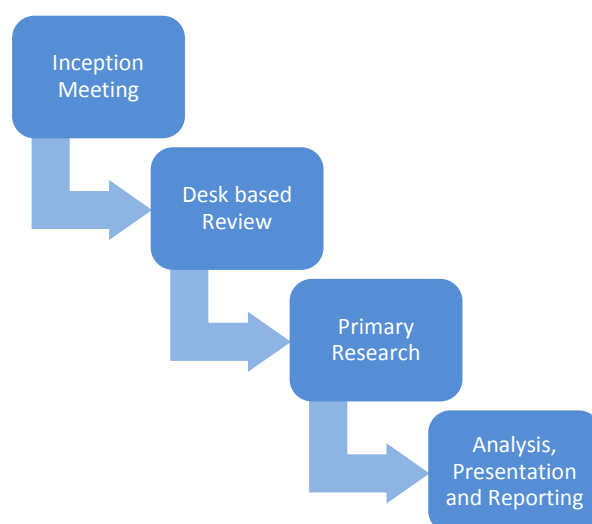 Inception
Meeting
Desk based
Review
Primary
Research
Analysis,
Presentation
and Reporting